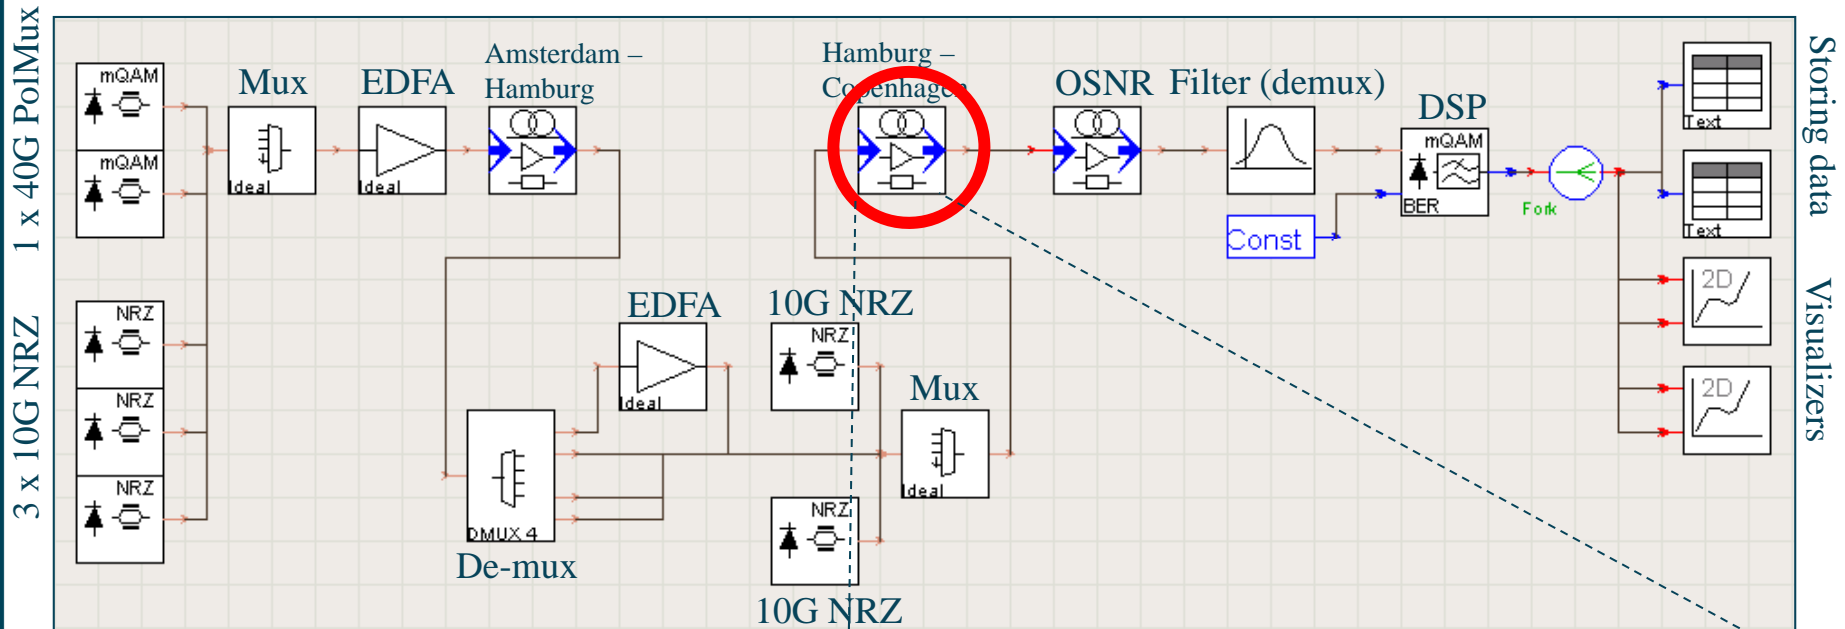 1 x 40G PolMux
3 x 10G NRZ
mQAM
mQAM
NRZ
NRZ
NRZ
Mux
Ideal
EDFA
Ideal
Amsterdam –
Hamburg
De-mux
DMUX 4
EDFA
Ideal
10G NRZ
NRZ
NRZ
10G NRZ
Mux
Ideal
Hamburg –
Copenhagen
OSNR
Filter (demux)
Const
DSP
mQAM
BER
Fork
Text
Text
2D
2D
Storing data
Visualizers